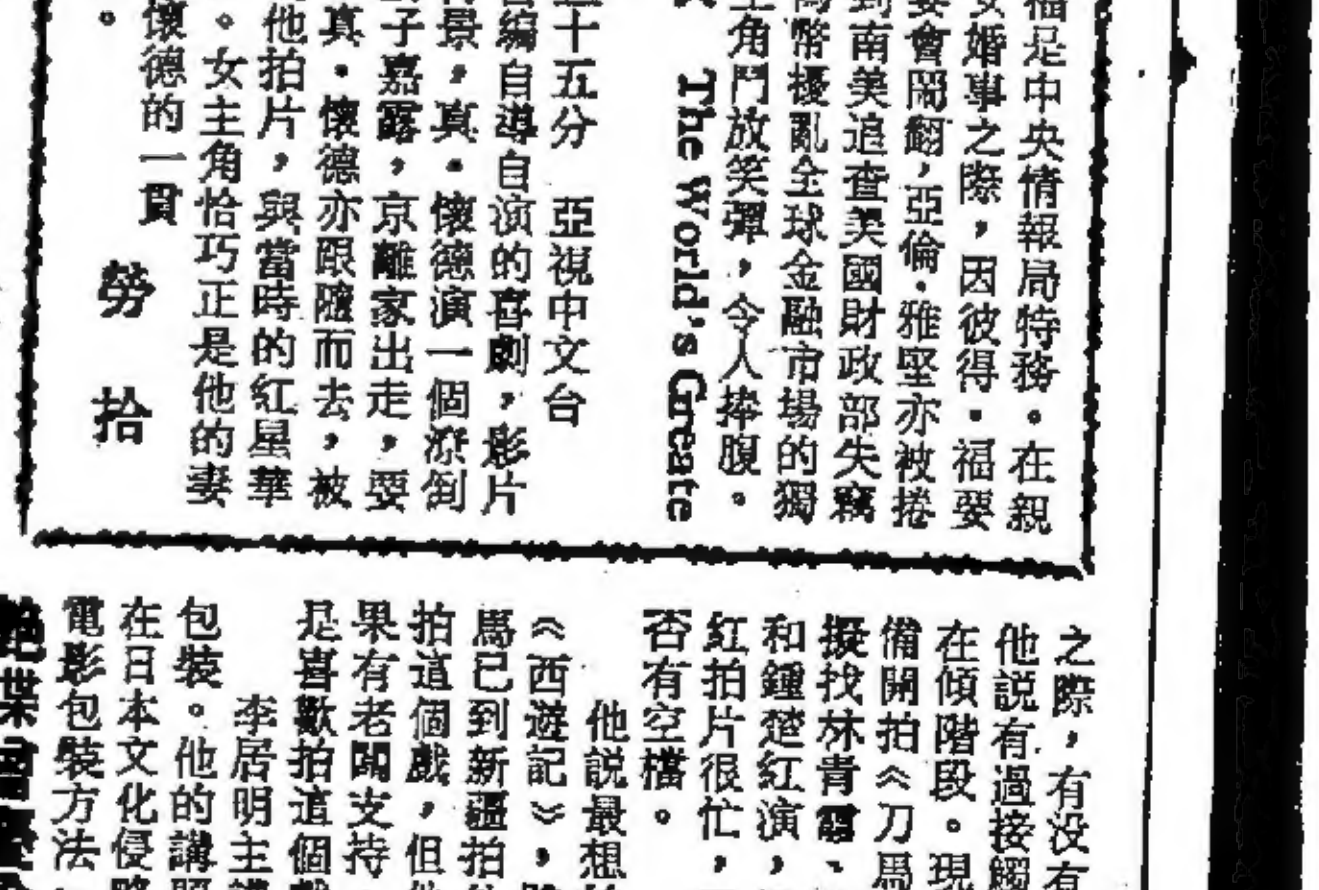 福是中央情報局特務。在親
婚事之際，因彼得．福要
會鬧翻，亞倫．雅堅亦被捲
到南美追查美國財政部失竊
幣擾亂全球金融市場的獨
主角鬥放笑彈，令人捧腹。
The World's Greate
十五分 亞視中文台
編自導自演的喜劇，影片
背景，真．懷德演一個潦倒
子嘉露，京離家出走，要
真．懷德亦跟隨而去，被
他拍片，與當時的紅星華
。女主角恰巧正是他的妻
懷德的一貫
。
勞拾
之際，有沒有
他說有過接觸
在傾階段。現
備開拍《刀馬
擬找林青霞、
和鍾楚紅演，
紅拍片很忙，
否有空檔。
他說最想
《西遊記》，
馬已到新疆拍
拍這個戲，但
果有老闆支持
是喜歡拍這個
李居明主講
包裝。他的講
在日本文化侵略
電影包裝方法